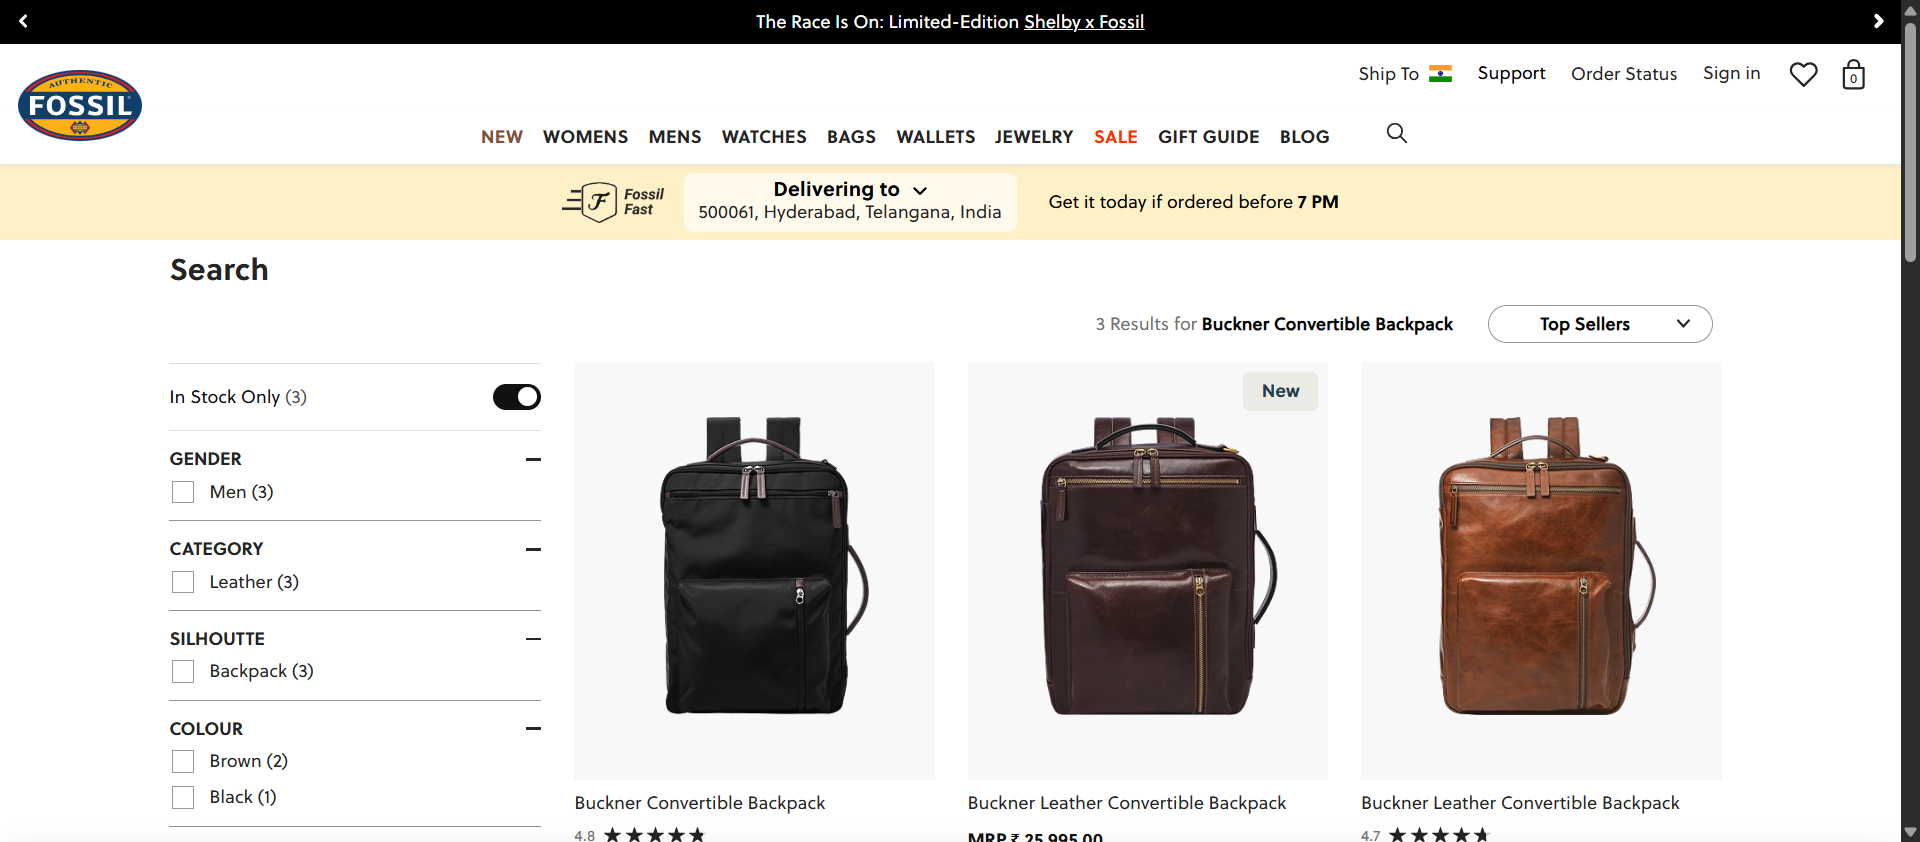 The Race Is On: Limited-Edition Shelby x Fossil
AUTHENTIC
FOSSIL
Ship To
Support
Order Status
Sign in
0
NEW WOMENS MENS WATCHES BAGS WALLETS JEWELRY SALE GIFT GUIDE BLOG
F
Fossil
Fast
Delivering to
500061, Hyderabad, Telangana, India
Get it today if ordered before 7 PM
Search
3 Results for Buckner Convertible Backpack
Top Sellers
In Stock Only (3)
GENDER
Men (3)
CATEGORY
Leather (3)
SILHOUTTE
Backpack (3)
COLOUR
Brown (2)
Black (1)
Buckner Convertible Backpack
4.8
New
Buckner Leather Convertible Backpack
MRP ₹ 25,995.00
Buckner Leather Convertible Backpack
4.7